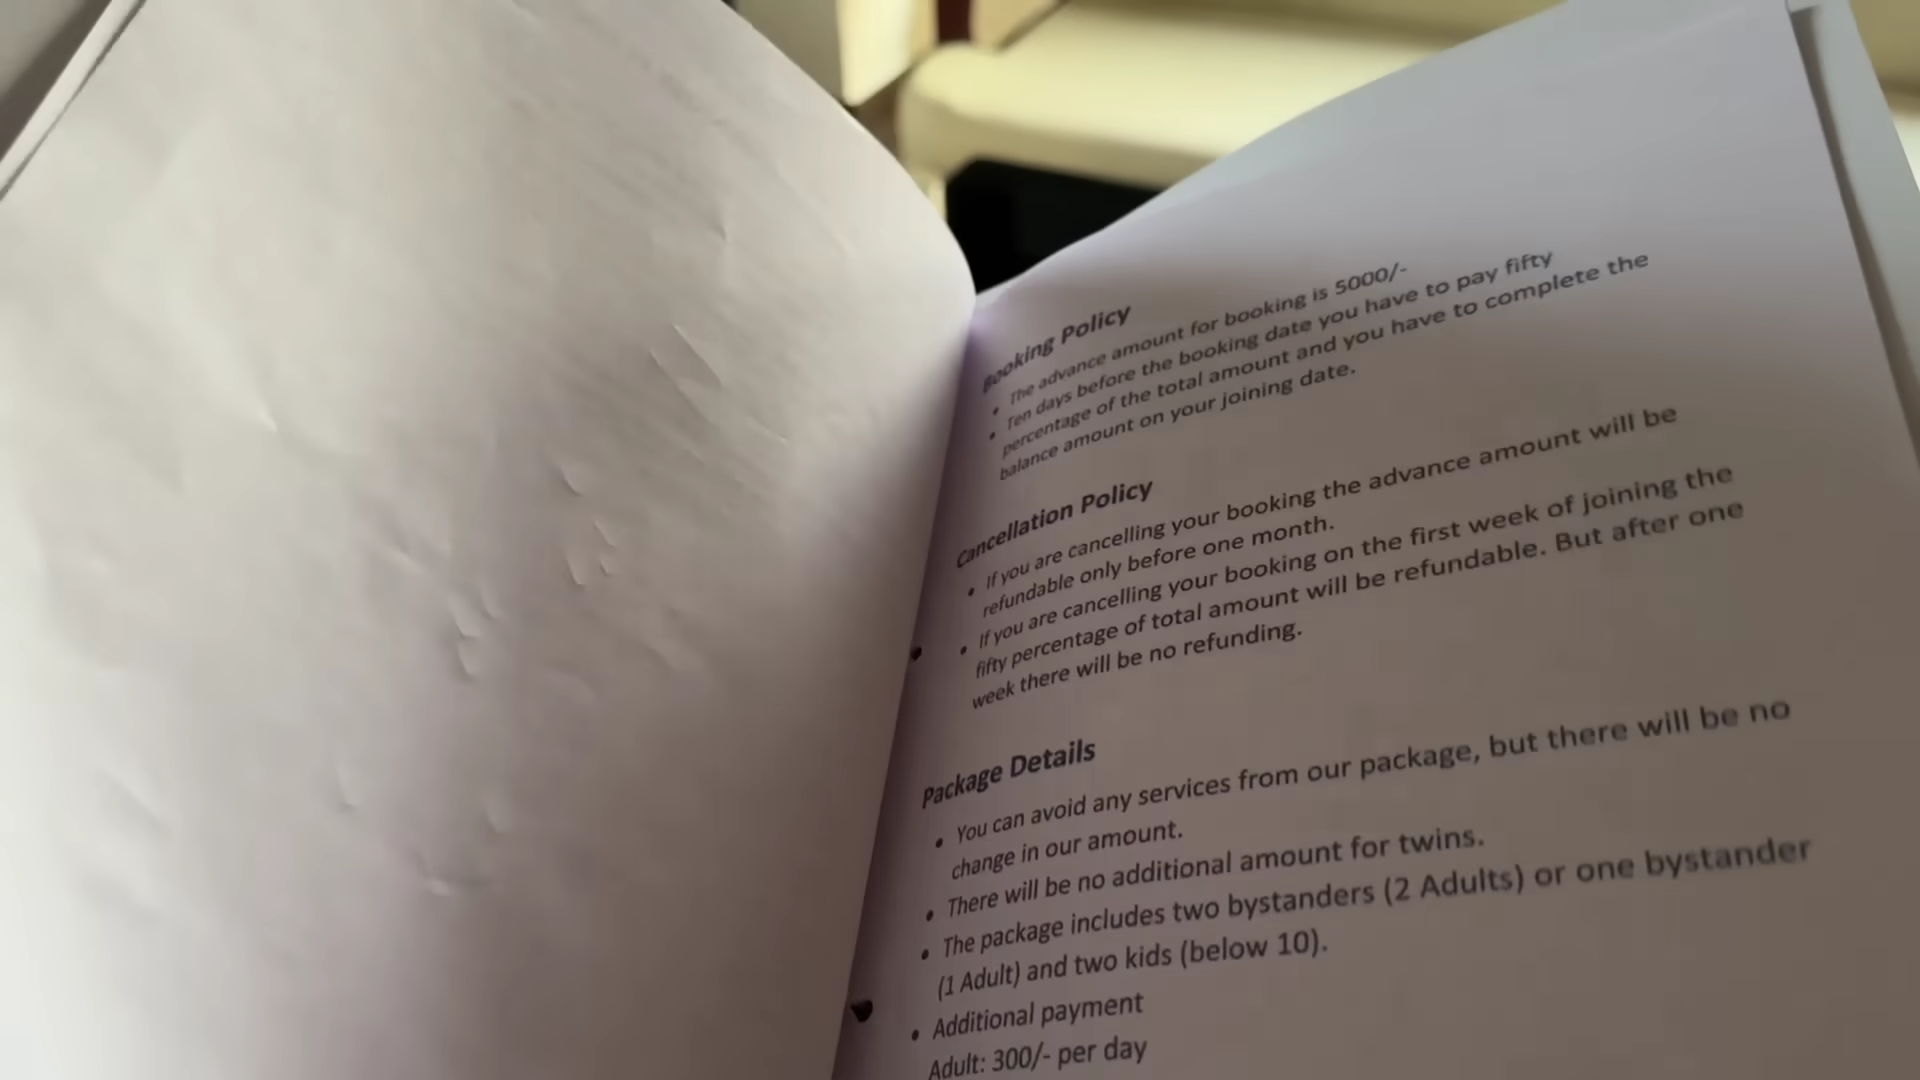 Booking Policy
• The advance amount for booking is 5000/-
• Ten days before the booking date you have to pay fifty
percentage of the total amount and you have to complete the
balance amount on your joining date.
Cancellation Policy
• If you are cancelling your booking the advance amount will be
refundable only before one month.
• If you are cancelling your booking on the first week of joining the
fifty percentage of total amount will be refundable. But after one
week there will be no refunding.
Package Details
• You can avoid any services from our package, but there will be no
change in our amount.
• There will be no additional amount for twins.
• The package includes two bystanders (2 Adults) or one bystander
(1 Adult) and two kids (below 10).
• Additional payment
Adult: 300/- per day